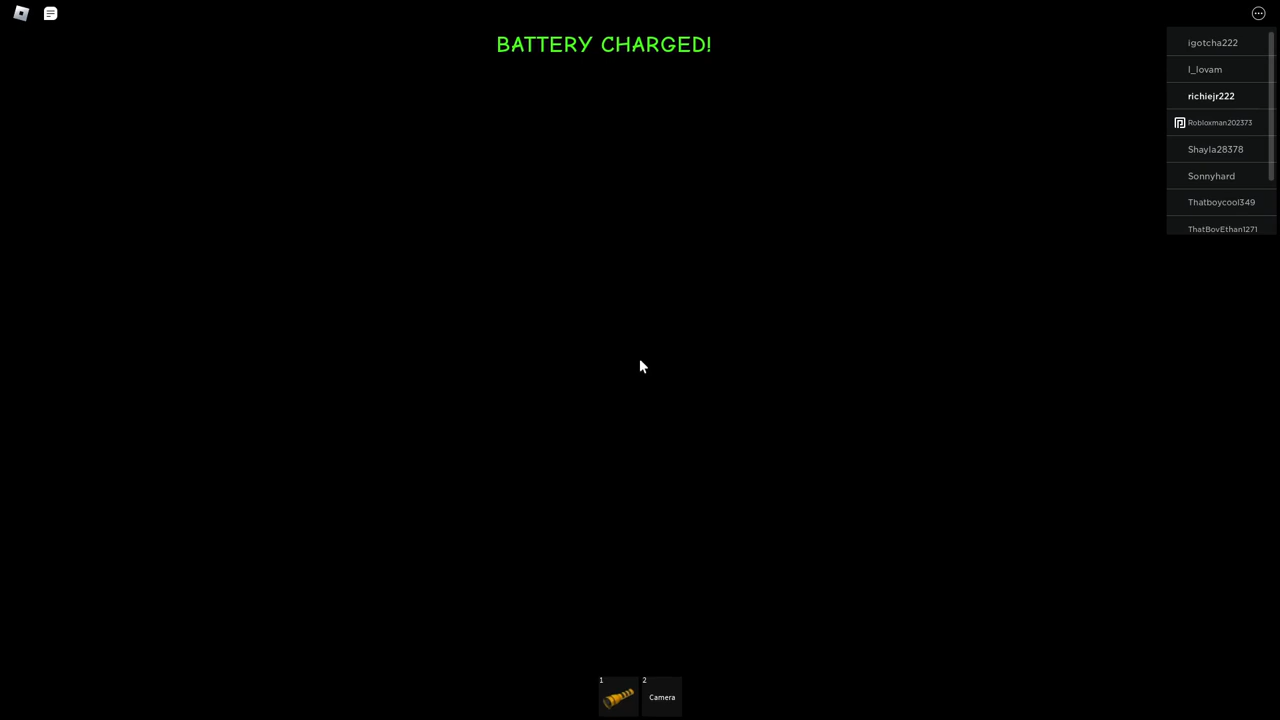 BATTERY CHARGED!
igotcha222
I_lovam
richiejr222
Robloxman202373
Shayla28378
Sonnyhard
Thatboycool349
ThatBoyEthan1271
1
2
Camera